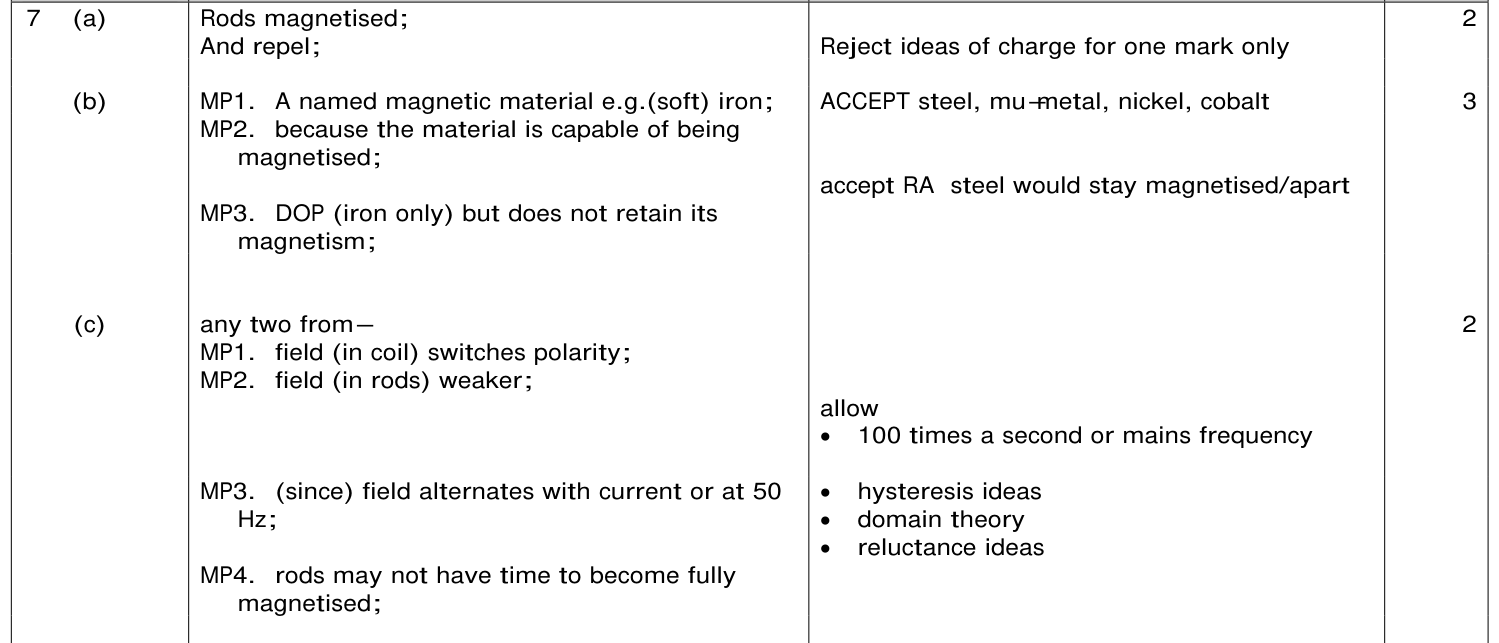 7 (a) Rods magnetised; 2
And repel; Reject ideas of charge for one mark only
(b) MP1. A named magnetic material e.g.(soft) iron; ACCEPT steel, mu-metal, nickel, cobalt 3
MP2. because the material is capable of being
magnetised;
accept RA steel would stay magnetised/apart
MP3. DOP (iron only) but does not retain its
magnetism;
(c) any two from— 2
MP1. field (in coil) switches polarity;
MP2. field (in rods) weaker;
allow
• 100 times a second or mains frequency
MP3. (since) field alternates with current or at 50 • hysteresis ideas
Hz; • domain theory
• reluctance ideas
MP4. rods may not have time to become fully
magnetised;